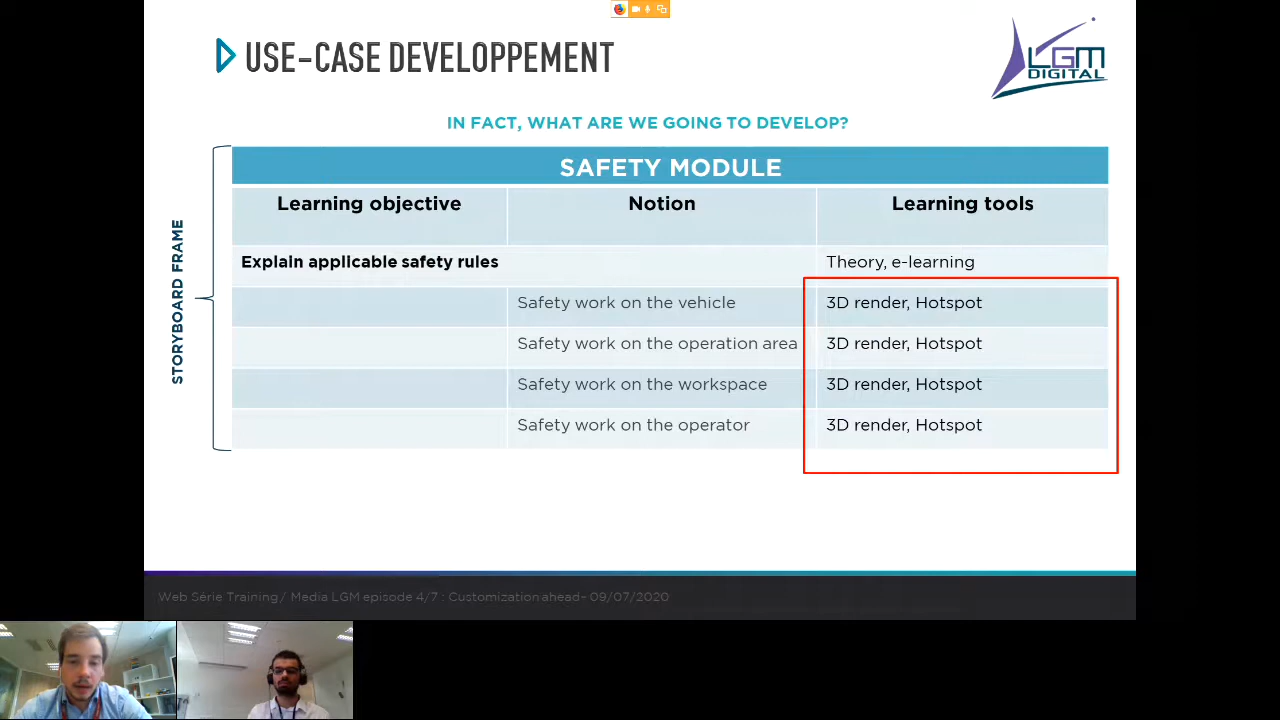 USE-CASE DEVELOPPEMENT
LGM
DIGITAL
IN FACT, WHAT ARE WE GOING TO DEVELOP?
STORYBOARD FRAME
SAFETY MODULE
Learning objective Notion Learning tools
Explain applicable safety rules Theory, e-learning
Safety work on the vehicle 3D render, Hotspot
Safety work on the operation area 3D render, Hotspot
Safety work on the workspace 3D render, Hotspot
Safety work on the operator 3D render, Hotspot
Web Série Training/ Media LGM episode 4/7 : Customization ahead– 09/07/2020